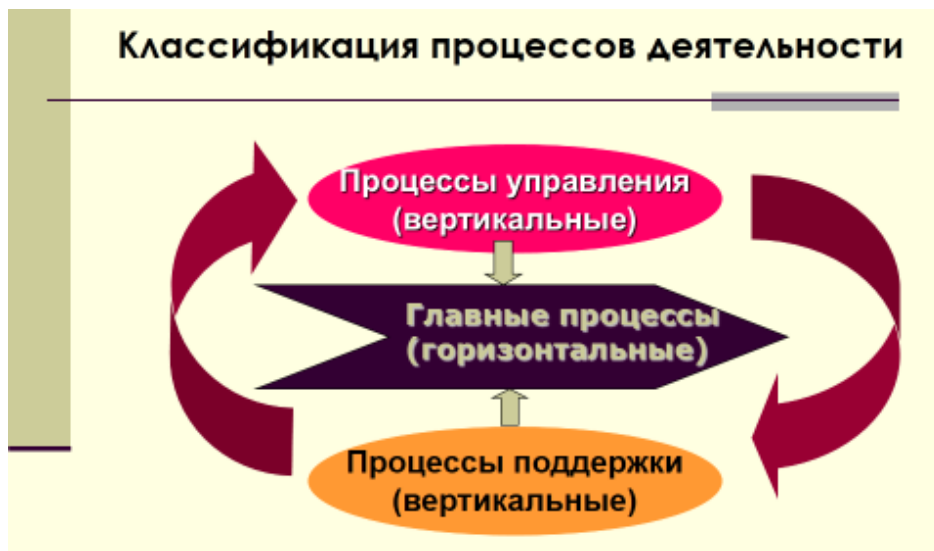 Классификация процессов деятельности
Процессы управления
(вертикальные)
Главные процессы
(горизонтальные)
Процессы поддержки
(вертикальные)